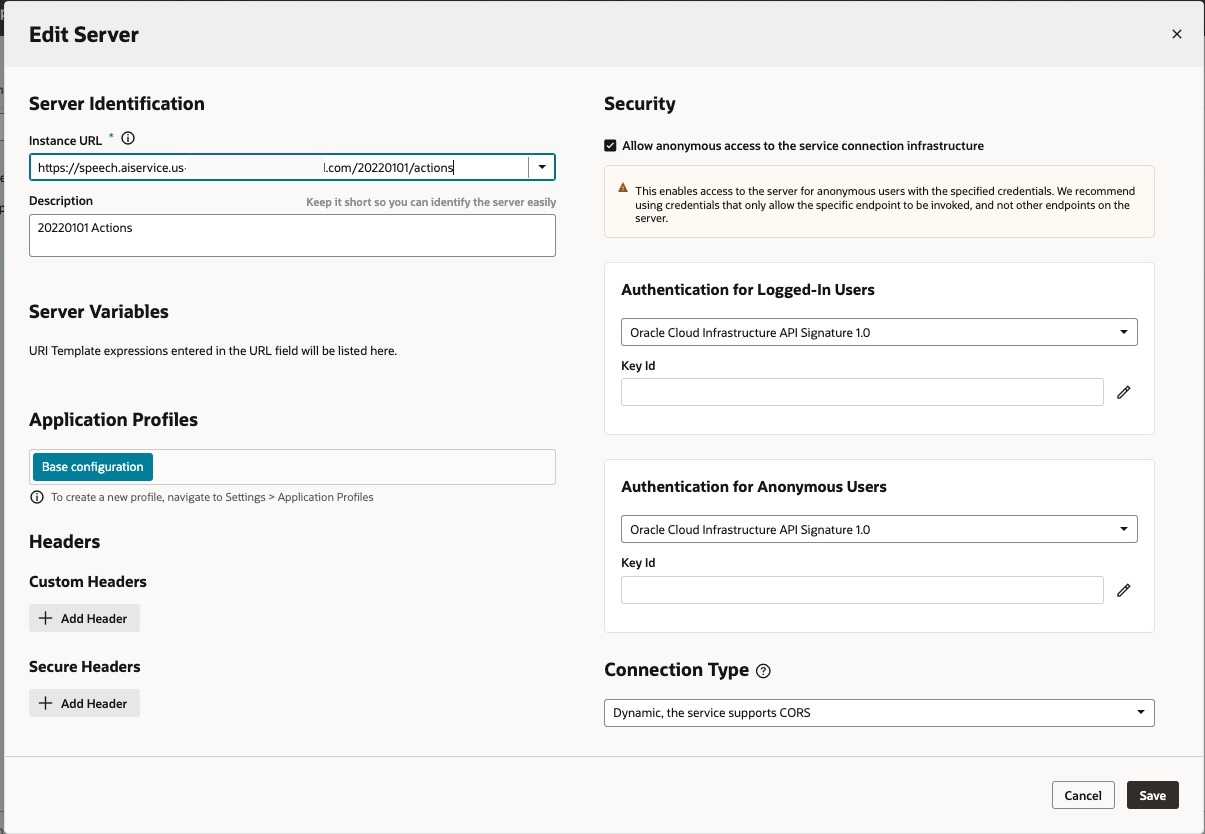 Edit Server
Server Identification
Instance URL *
https://speech.aiservice.us- l.com/20220101/actions
Description
Keep it short so you can identify the server easily
20220101 Actions
Server Variables
URI Template expressions entered in the URL field will be listed here.
Application Profiles
Base configuration
To create a new profile, navigate to Settings > Application Profiles
Headers
Custom Headers
Add Header
Secure Headers
Add Header
Security
Allow anonymous access to the service connection infrastructure
This enables access to the server for anonymous users with the specified credentials. We recommend
using credentials that only allow the specific endpoint to be invoked, and not other endpoints on the
server.
Authentication for Logged-In Users
Oracle Cloud Infrastructure API Signature 1.0
Key Id
Authentication for Anonymous Users
Oracle Cloud Infrastructure API Signature 1.0
Key Id
Connection Type
Dynamic, the service supports CORS
Cancel
Save